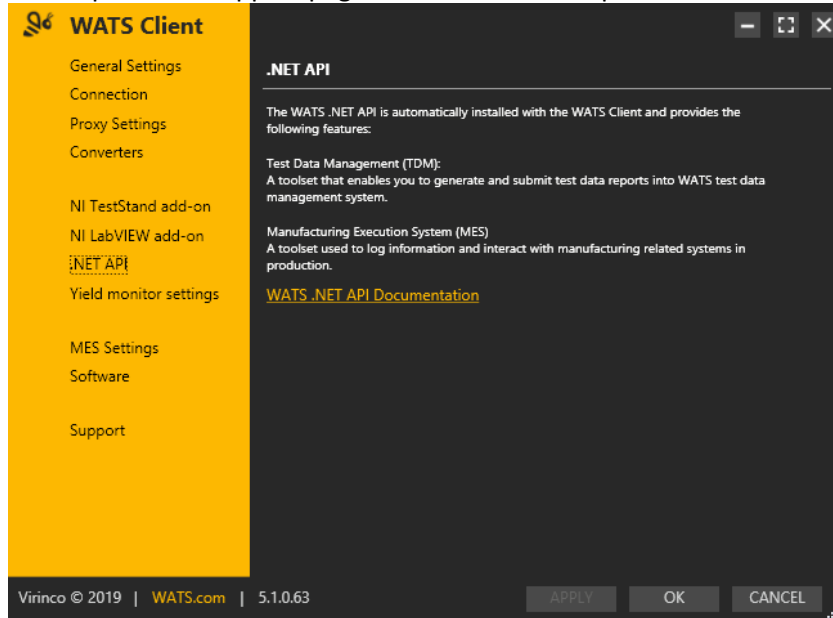 WATS Client
General Settings
Connection
Proxy Settings
Converters
NI TestStand add-on
NI LabVIEW add-on
.NET API
Yield monitor settings
MES Settings
Software
Support
.NET API
The WATS .NET API is automatically installed with the WATS Client and provides the
following features:
Test Data Management (TDM):
A toolset that enables you to generate and submit test data reports into WATS test data
management system.
Manufacturing Execution System (MES)
A toolset used to log information and interact with manufacturing related systems in
production.
WATS .NET API Documentation
Virinco © 2019 | WATS.com | 5.1.0.63
APPLY OK CANCEL